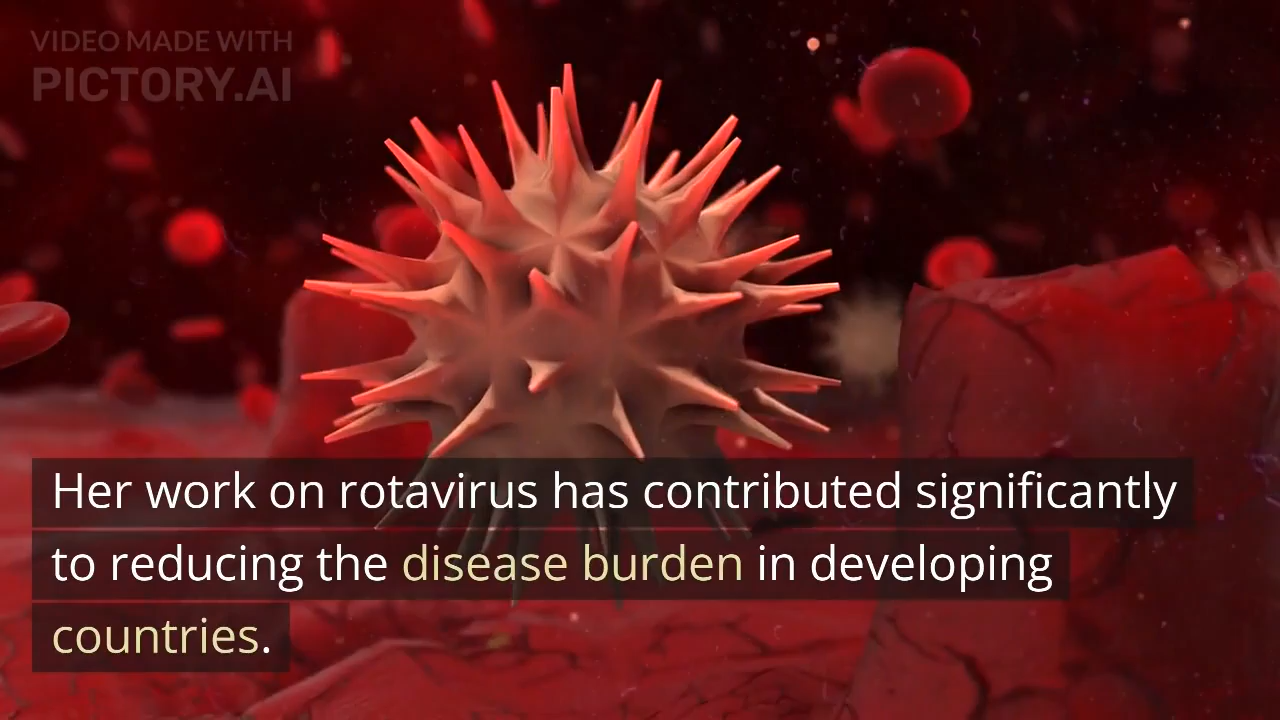 VIDEO MADE WITH
PICTORY.AI
Her work on rotavirus has contributed significantly
to reducing the disease burden in developing
countries.